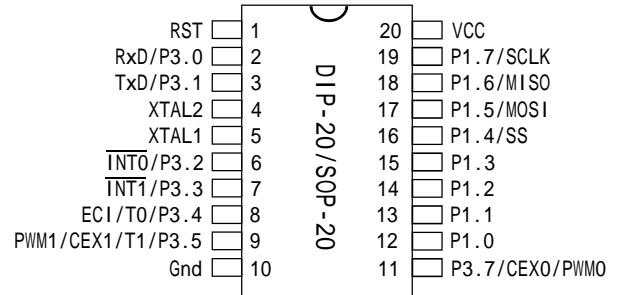 RST 1 20 VCC
RxD/P3.0 2 19 P1.7/SCLK
TxD/P3.1 3 18 P1.6/MISO
XTAL2 4 17 P1.5/MOSI
XTAL1 5 16 P1.4/SS
INT0/P3.2 6 15 P1.3
INT1/P3.3 7 14 P1.2
ECI/T0/P3.4 8 13 P1.1
PWM1/CEX1/T1/P3.5 9 12 P1.0
Gnd 10 11 P3.7/CEX0/PWM0
DIP-20/SOP-20